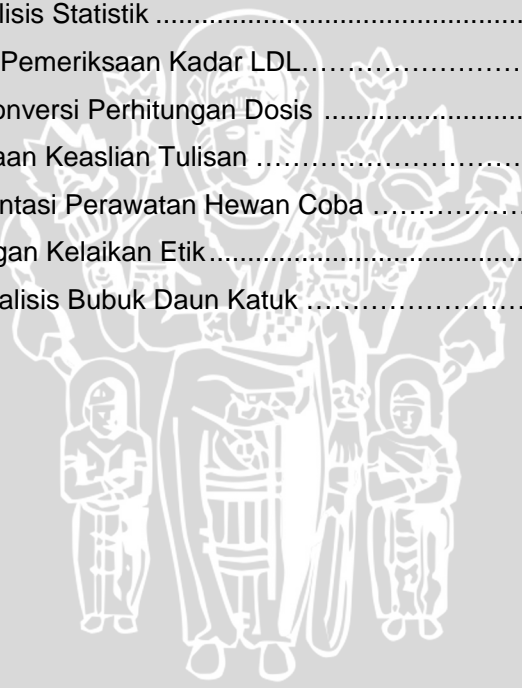 lisis Statistik ......................................................
Pemeriksaan Kadar LDL……………………
onversi Perhitungan Dosis ..............................
aan Keaslian Tulisan …………………………
ntasi Perawatan Hewan Coba ………………
gan Kelaikan Etik..............................................
alisis Bubuk Daun Katuk ……………………